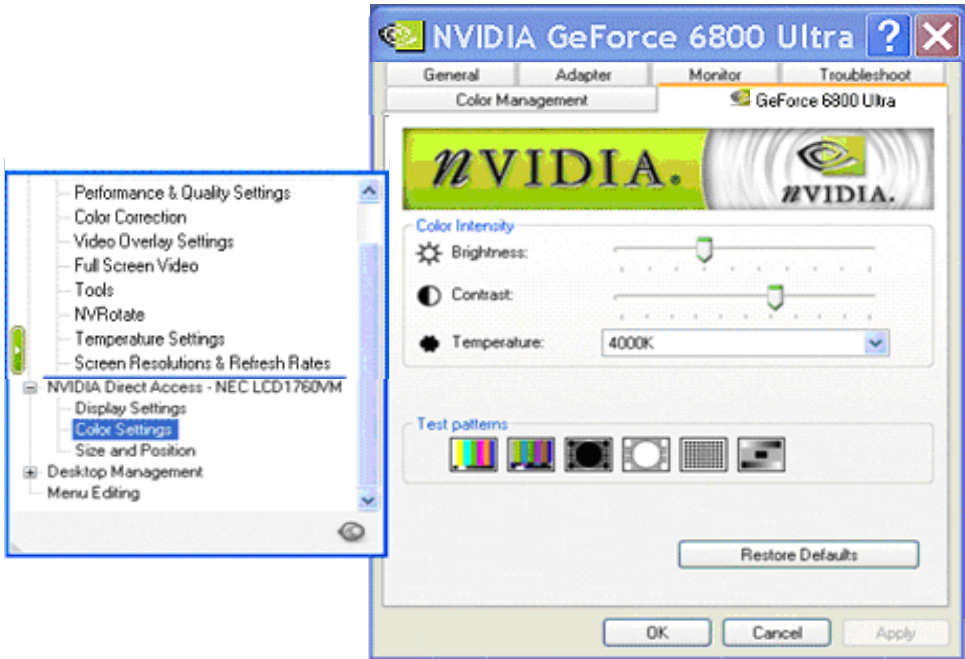 NVIDIA GeForce 6800 Ultra ? X
General Adapter Monitor Troubleshoot
Color Management GeForce 6800 Ultra
nVIDIA.
nVIDIA.
Performance & Quality Settings
Color Correction
Video Overlay Settings
Full Screen Video
Tools
NVRotate
Temperature Settings
Screen Resolutions & Refresh Rates
NVIDIA Direct Access - NEC LCD1760VM
Display Settings
Color Settings
Size and Position
Desktop Management
Menu Editing
Color Intensity
Brightness:
Contrast:
Temperature: 4000K
Test patterns
Restore Defaults
OK Cancel Apply